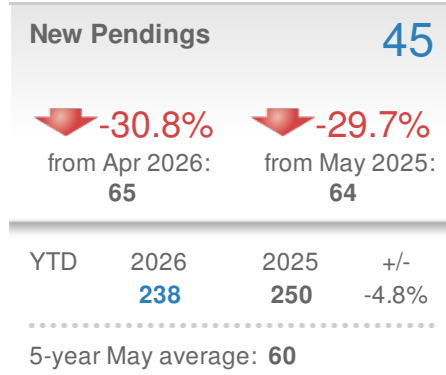 New Pendings 45
-30.8% -29.7%
from Apr 2026: from May 2025:
65 64
YTD 2026 2025 +/-
238 250 -4.8%
5-year May average: 60